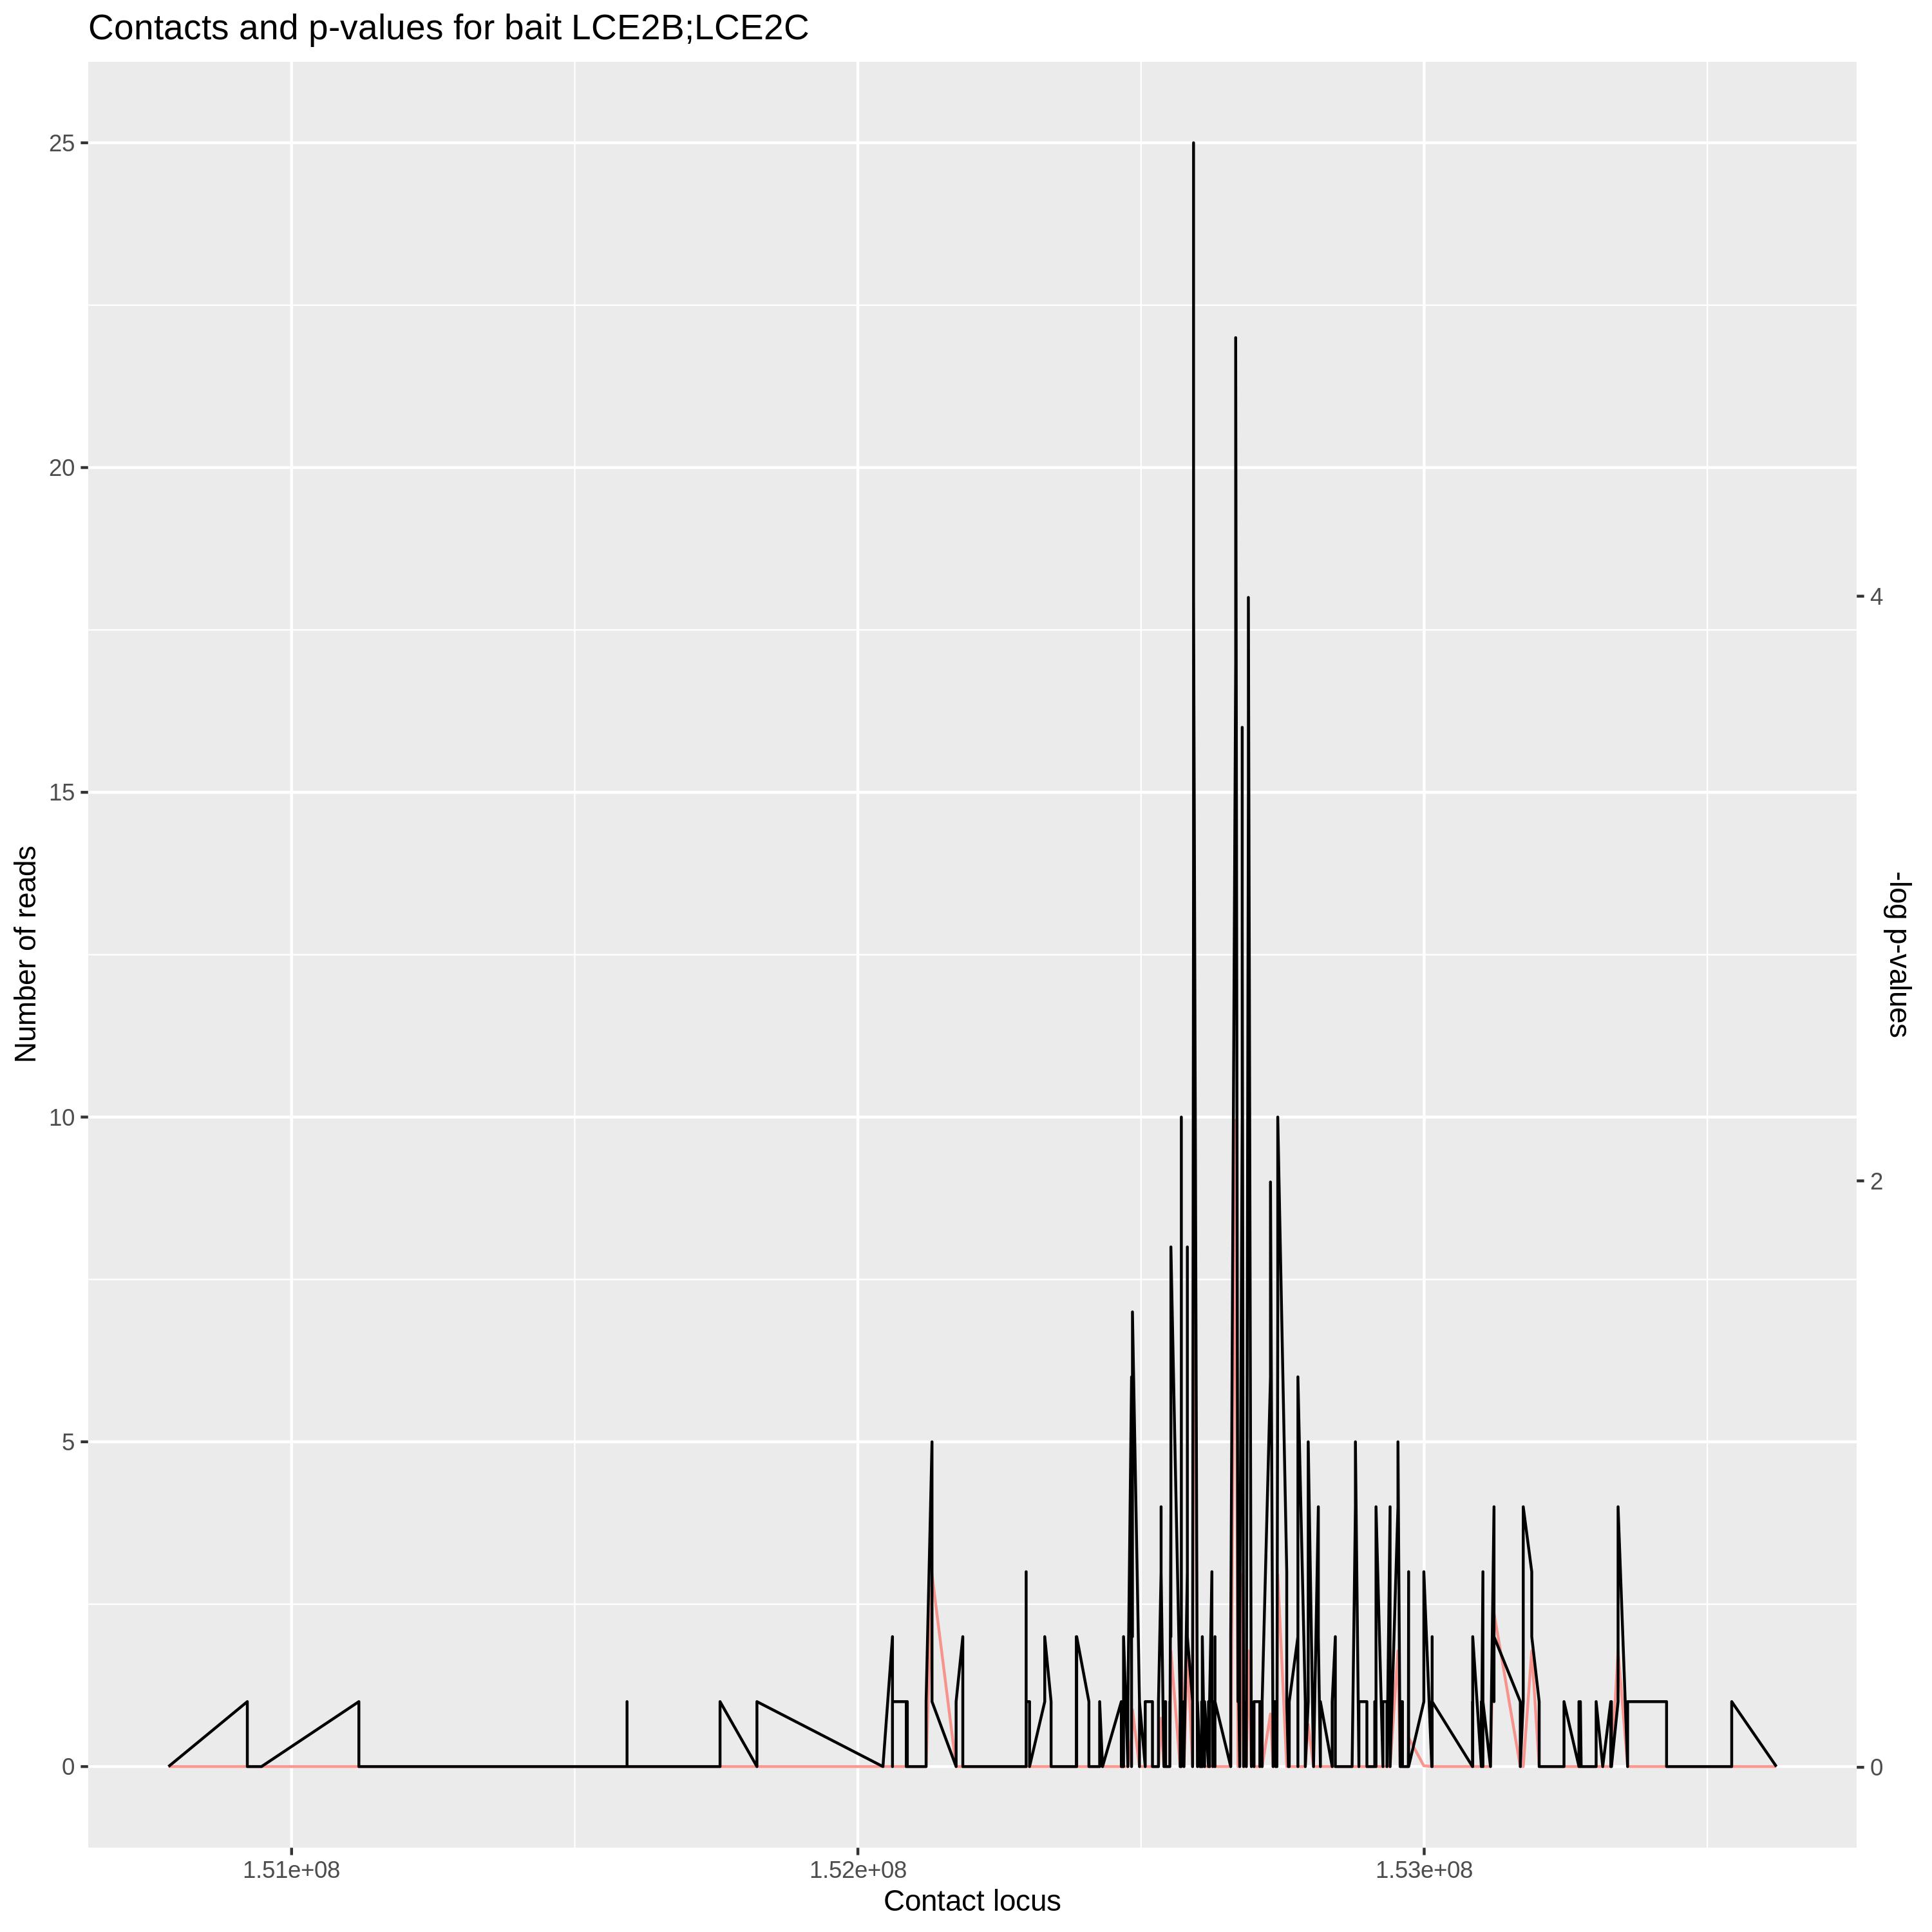 Contacts and p-values for bait LCE2B;LCE2C
25
20
15
10
5
0
Number of reads
4
2
0
-log p-values
1.51e+08
1.52e+08
1.53e+08
Contact locus